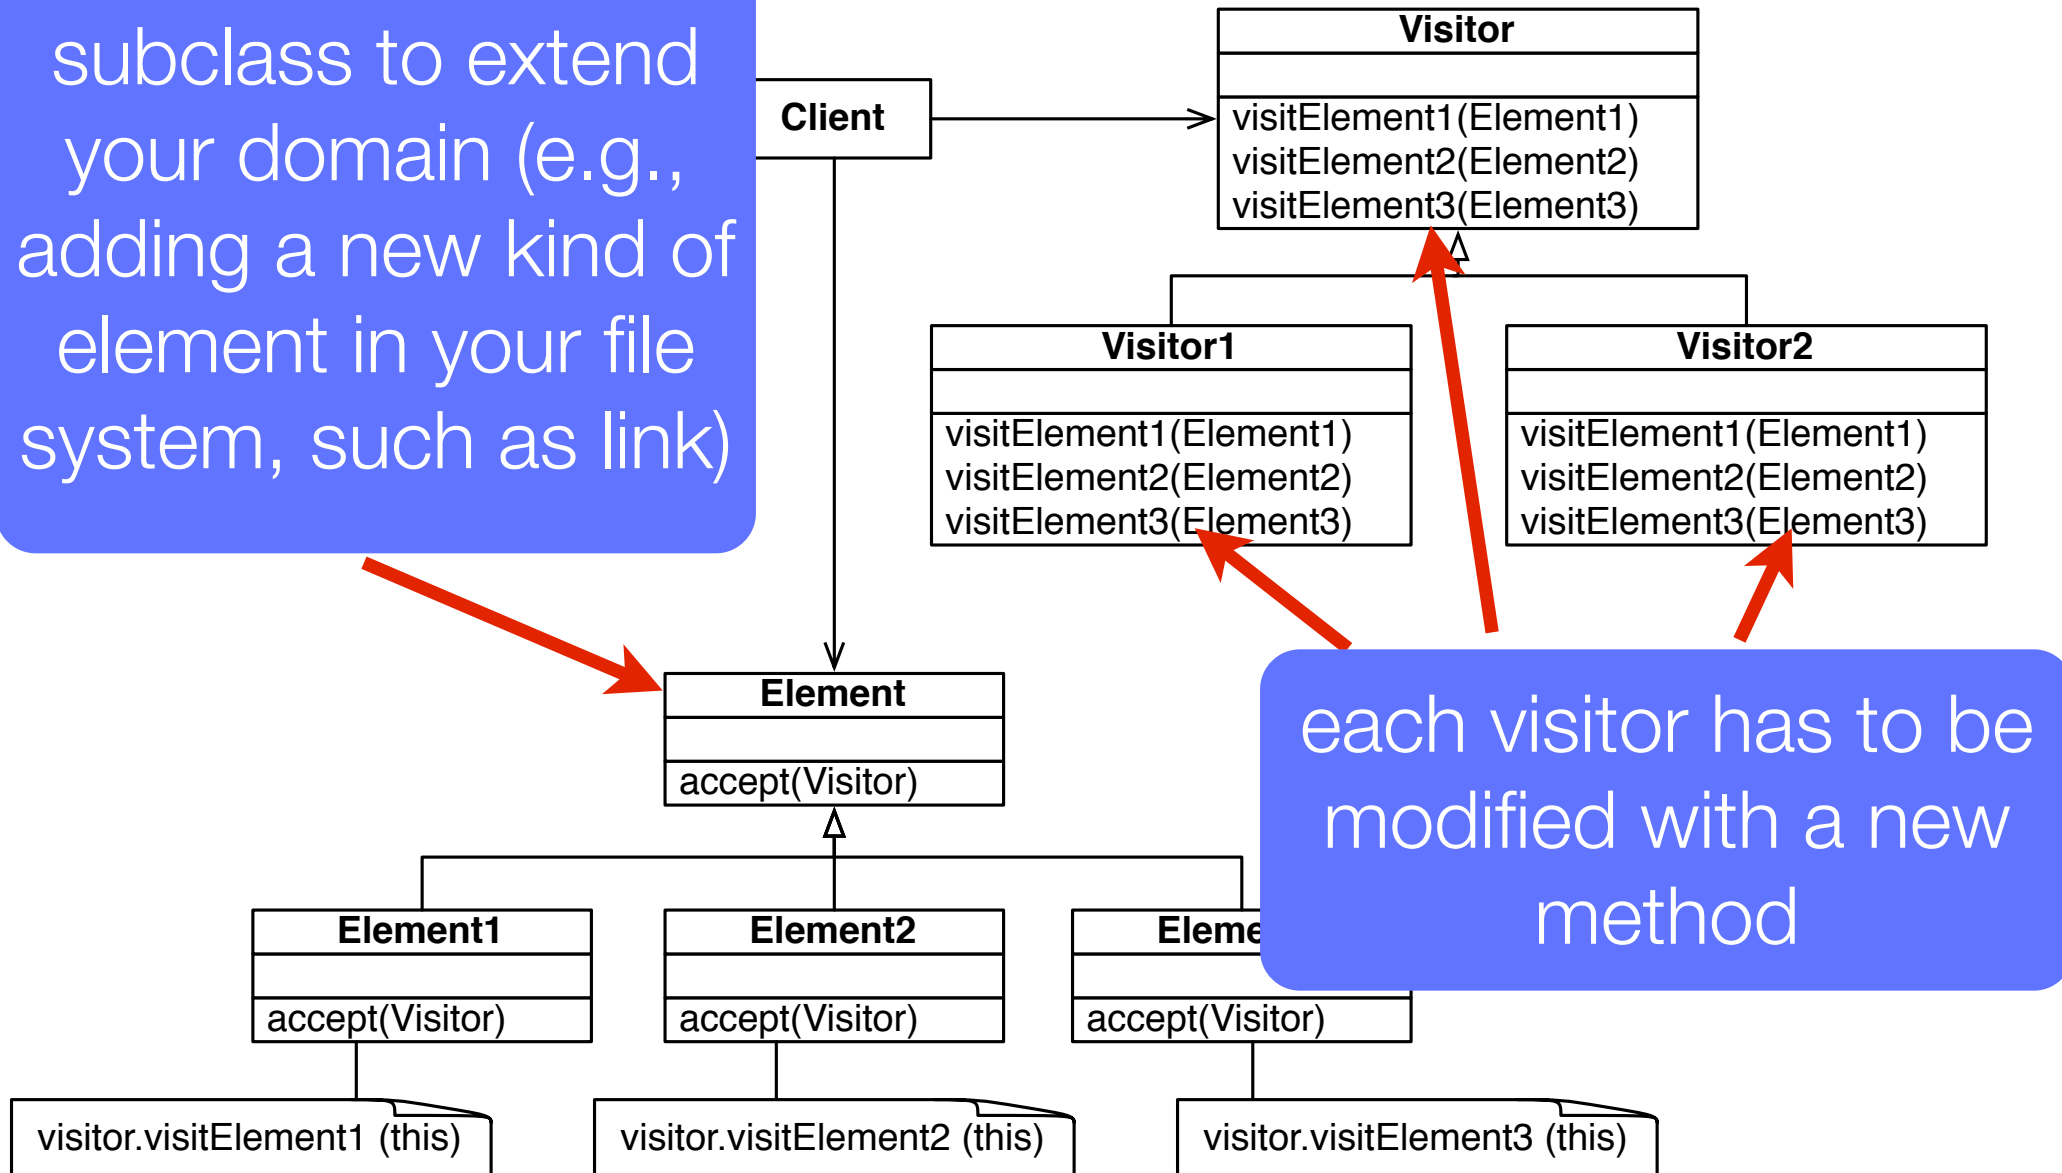 subclass to extend
your domain (e.g.,
adding a new kind of
element in your file
system, such as link)
Client
Visitor
visitElement1(Element1)
visitElement2(Element2)
visitElement3(Element3)
Visitor1
visitElement1(Element1)
visitElement2(Element2)
visitElement3(Element3)
Visitor2
visitElement1(Element1)
visitElement2(Element2)
visitElement3(Element3)
each visitor has to be
modified with a new
method
Element
accept(Visitor)
Element1
accept(Visitor)
Element2
accept(Visitor)
Eleme
accept(Visitor)
visitor.visitElement1 (this)
visitor.visitElement2 (this)
visitor.visitElement3 (this)